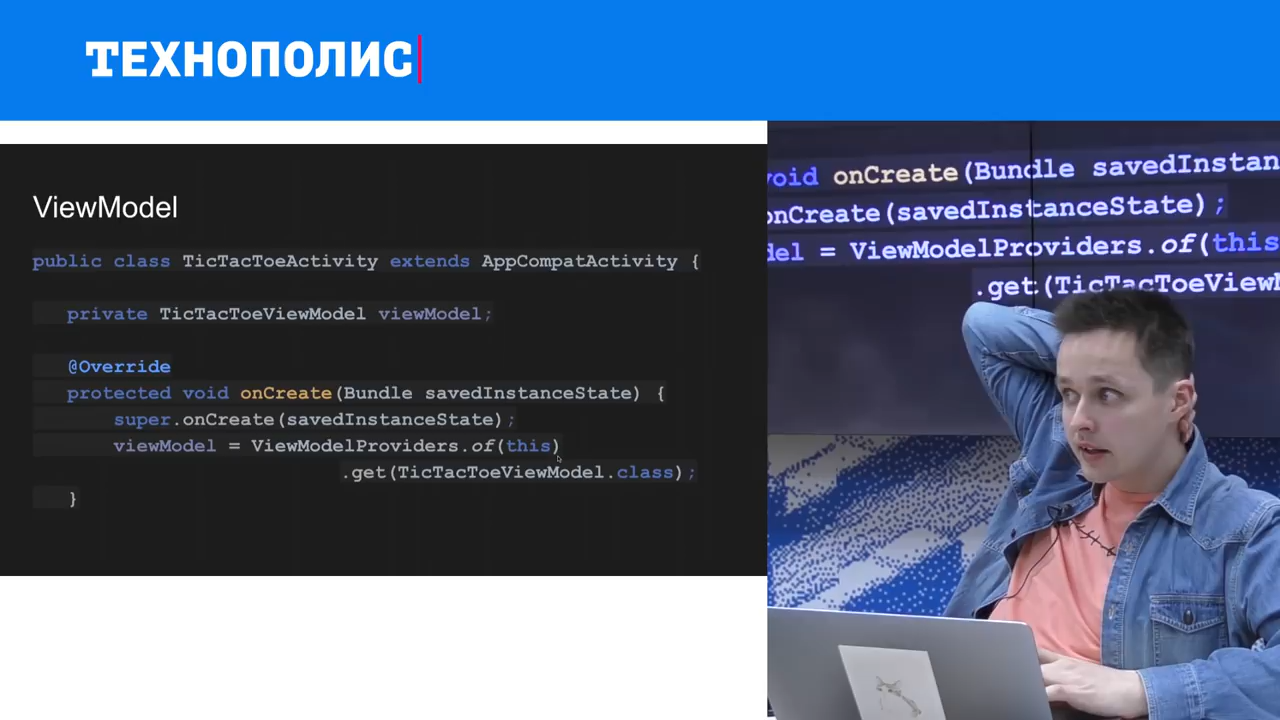 ТЕХНОПОЛИС
ViewModel
public class TicTacToeActivity extends AppCompatActivity {
private TicTacToeViewModel viewModel;
@Override
protected void onCreate(Bundle savedInstanceState) {
super.onCreate(savedInstanceState);
viewModel = ViewModelProviders.of(this)
.get(TicTacToeViewModel.class);
}
void onCreate(Bundle savedInstan
onCreate(savedInstanceState);
del = ViewModelProviders.of(this
.get(TicTacToeViewM